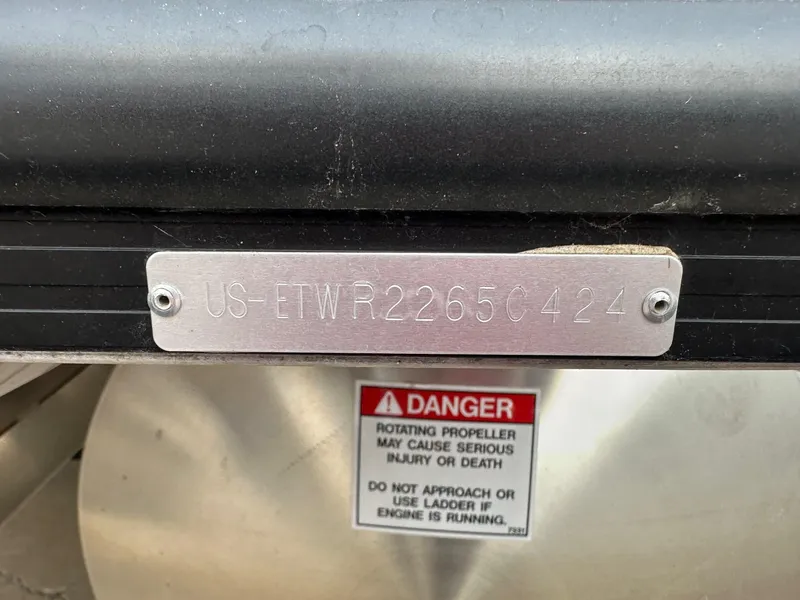 US-ETWR2265C424
DANGER
ROTATING PROPELLER
MAY CAUSE SERIOUS
INJURY OR DEATH
DO NOT APPROACH OR
USE LADDER IF
ENGINE IS RUNNING.